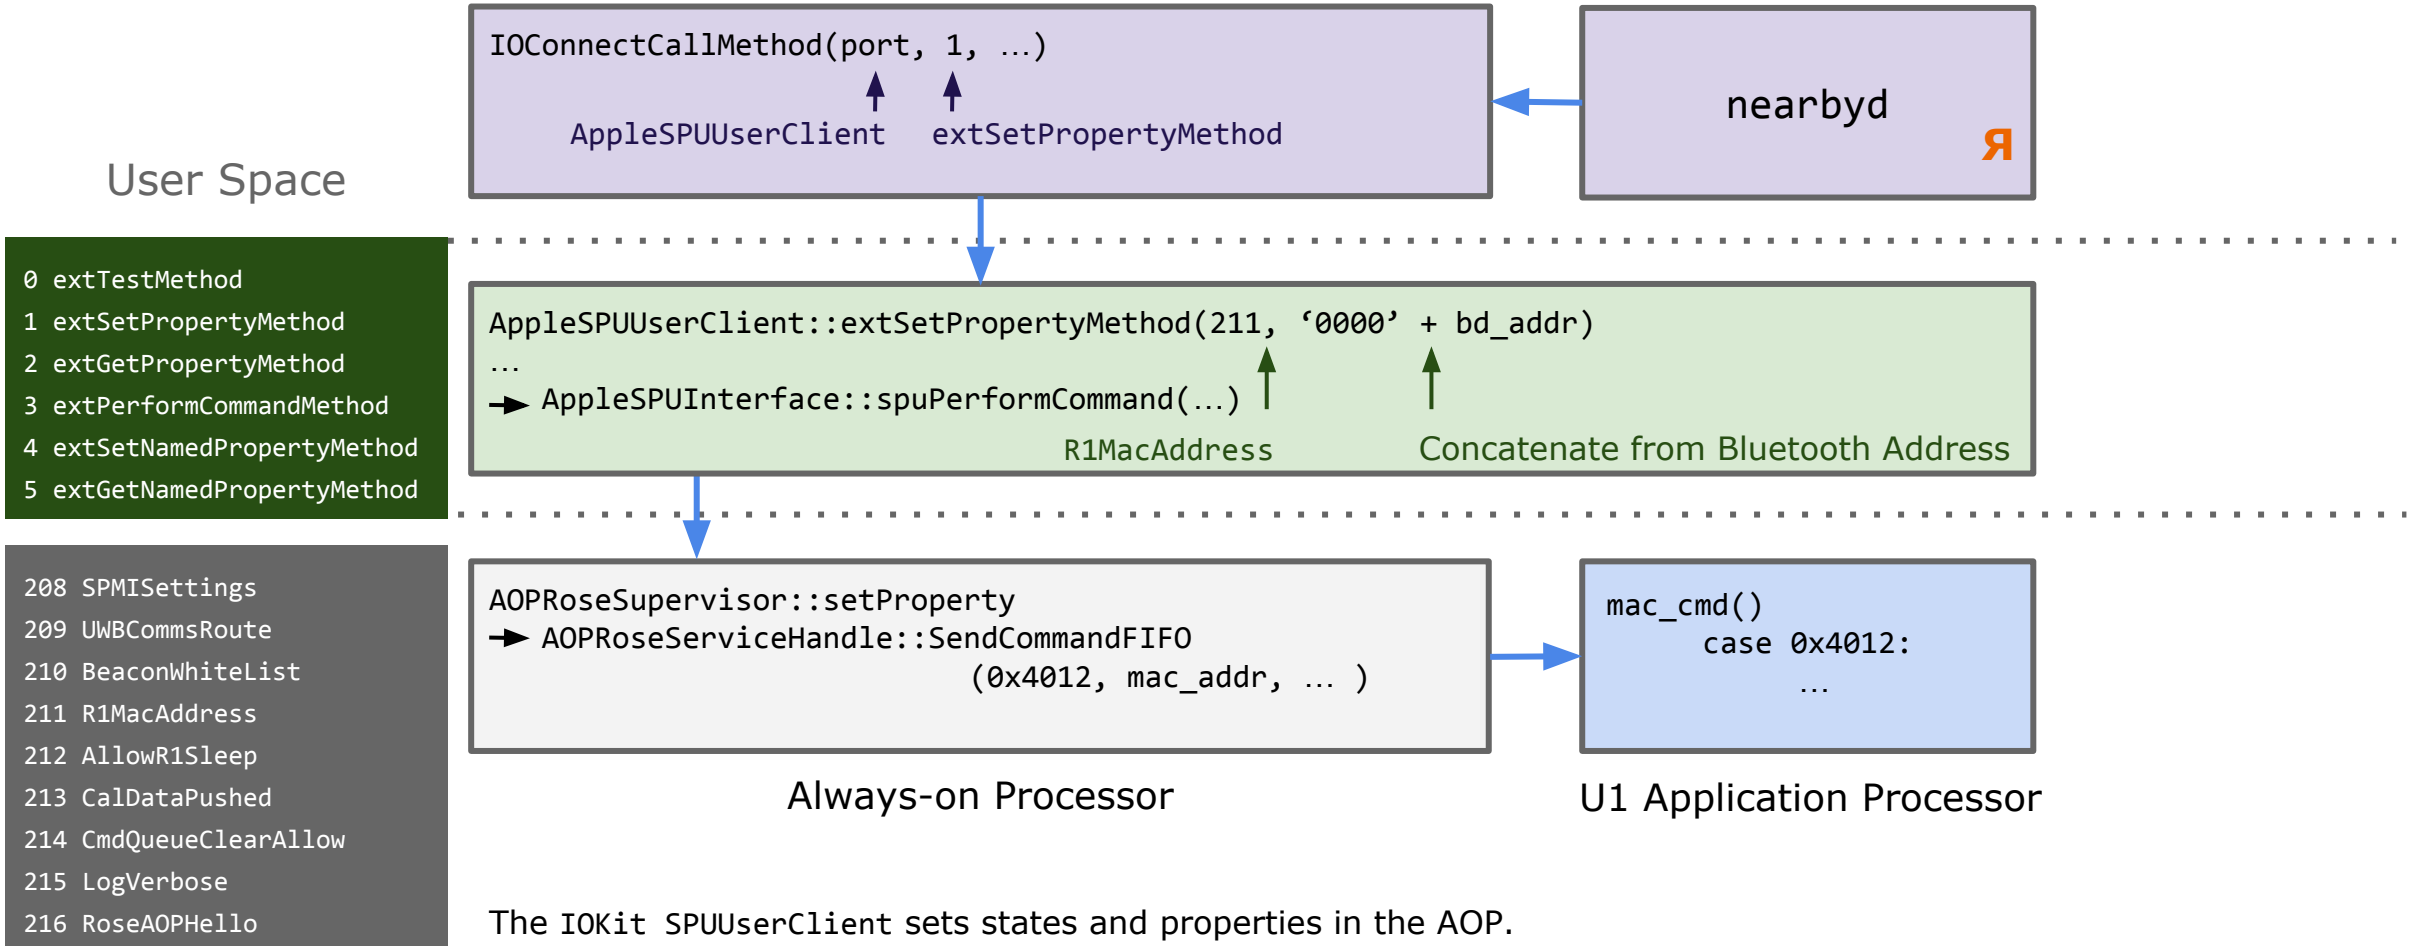 IOConnectCallMethod(port, 1, …)
AppleSPUUserClient extSetPropertyMethod
nearbyd
Я
User Space
0 extTestMethod
1 extSetPropertyMethod
2 extGetPropertyMethod
3 extPerformCommandMethod
4 extSetNamedPropertyMethod
5 extGetNamedPropertyMethod
AppleSPUUserClient::extSetPropertyMethod(211, ‘0000’ + bd_addr)
…
AppleSPUInterface::spuPerformCommand(…)
R1MacAddress
Concatenate from Bluetooth Address
208 SPMISettings
209 UWBCommsRoute
210 BeaconWhiteList
211 R1MacAddress
212 AllowR1Sleep
213 CalDataPushed
214 CmdQueueClearAllow
215 LogVerbose
216 RoseAOPHello
AOPRoseSupervisor::setProperty
AOPRoseServiceHandle::SendCommandFIFO
(0x4012, mac_addr, … )
mac_cmd()
case 0x4012:
…
Always-on Processor
U1 Application Processor
The IOKit SPUUserClient sets states and properties in the AOP.